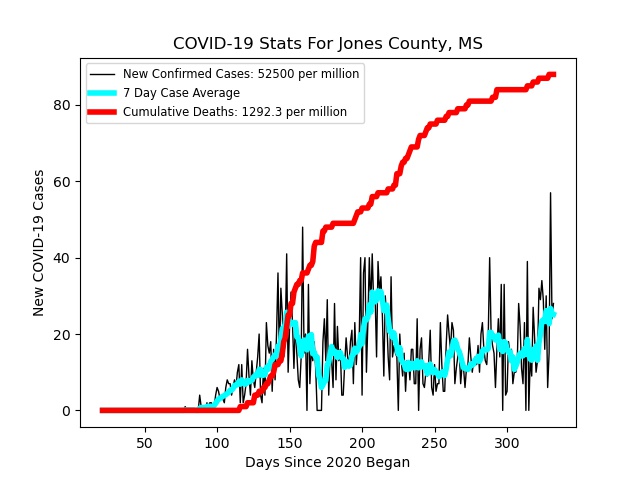 COVID-19 Stats For Jones County, MS
New Confirmed Cases: 52500 per million
7 Day Case Average
Cumulative Deaths: 1292.3 per million
New COVID-19 Cases
80
60
40
20
0
50 100 150 200 250 300
Days Since 2020 Began